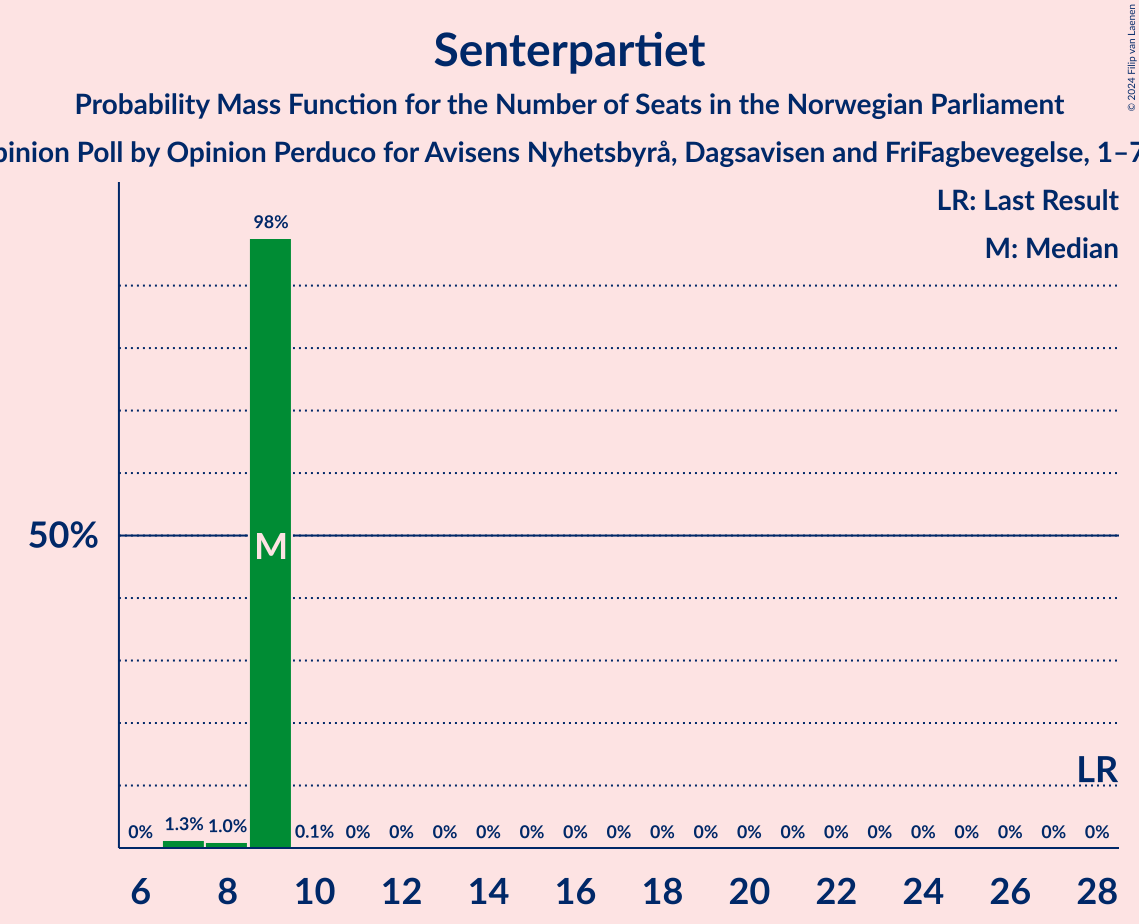 Senterpartiet
Probability Mass Function for the Number of Seats in the Norwegian Parliament
Poll by Opinion Perduco for Avisens Nyhetsbyrå, Dagsavisen and FriFagbevegelse, 1–7
© 2024 Filip van Laenen
LR: Last Result
M: Median
98%
50%
M
LR
0% 1.3% 1.0% 0.1% 0% 0% 0% 0% 0% 0% 0% 0% 0% 0% 0% 0% 0% 0% 0% 0% 0% 0%
6 8 10 12 14 16 18 20 22 24 26 28